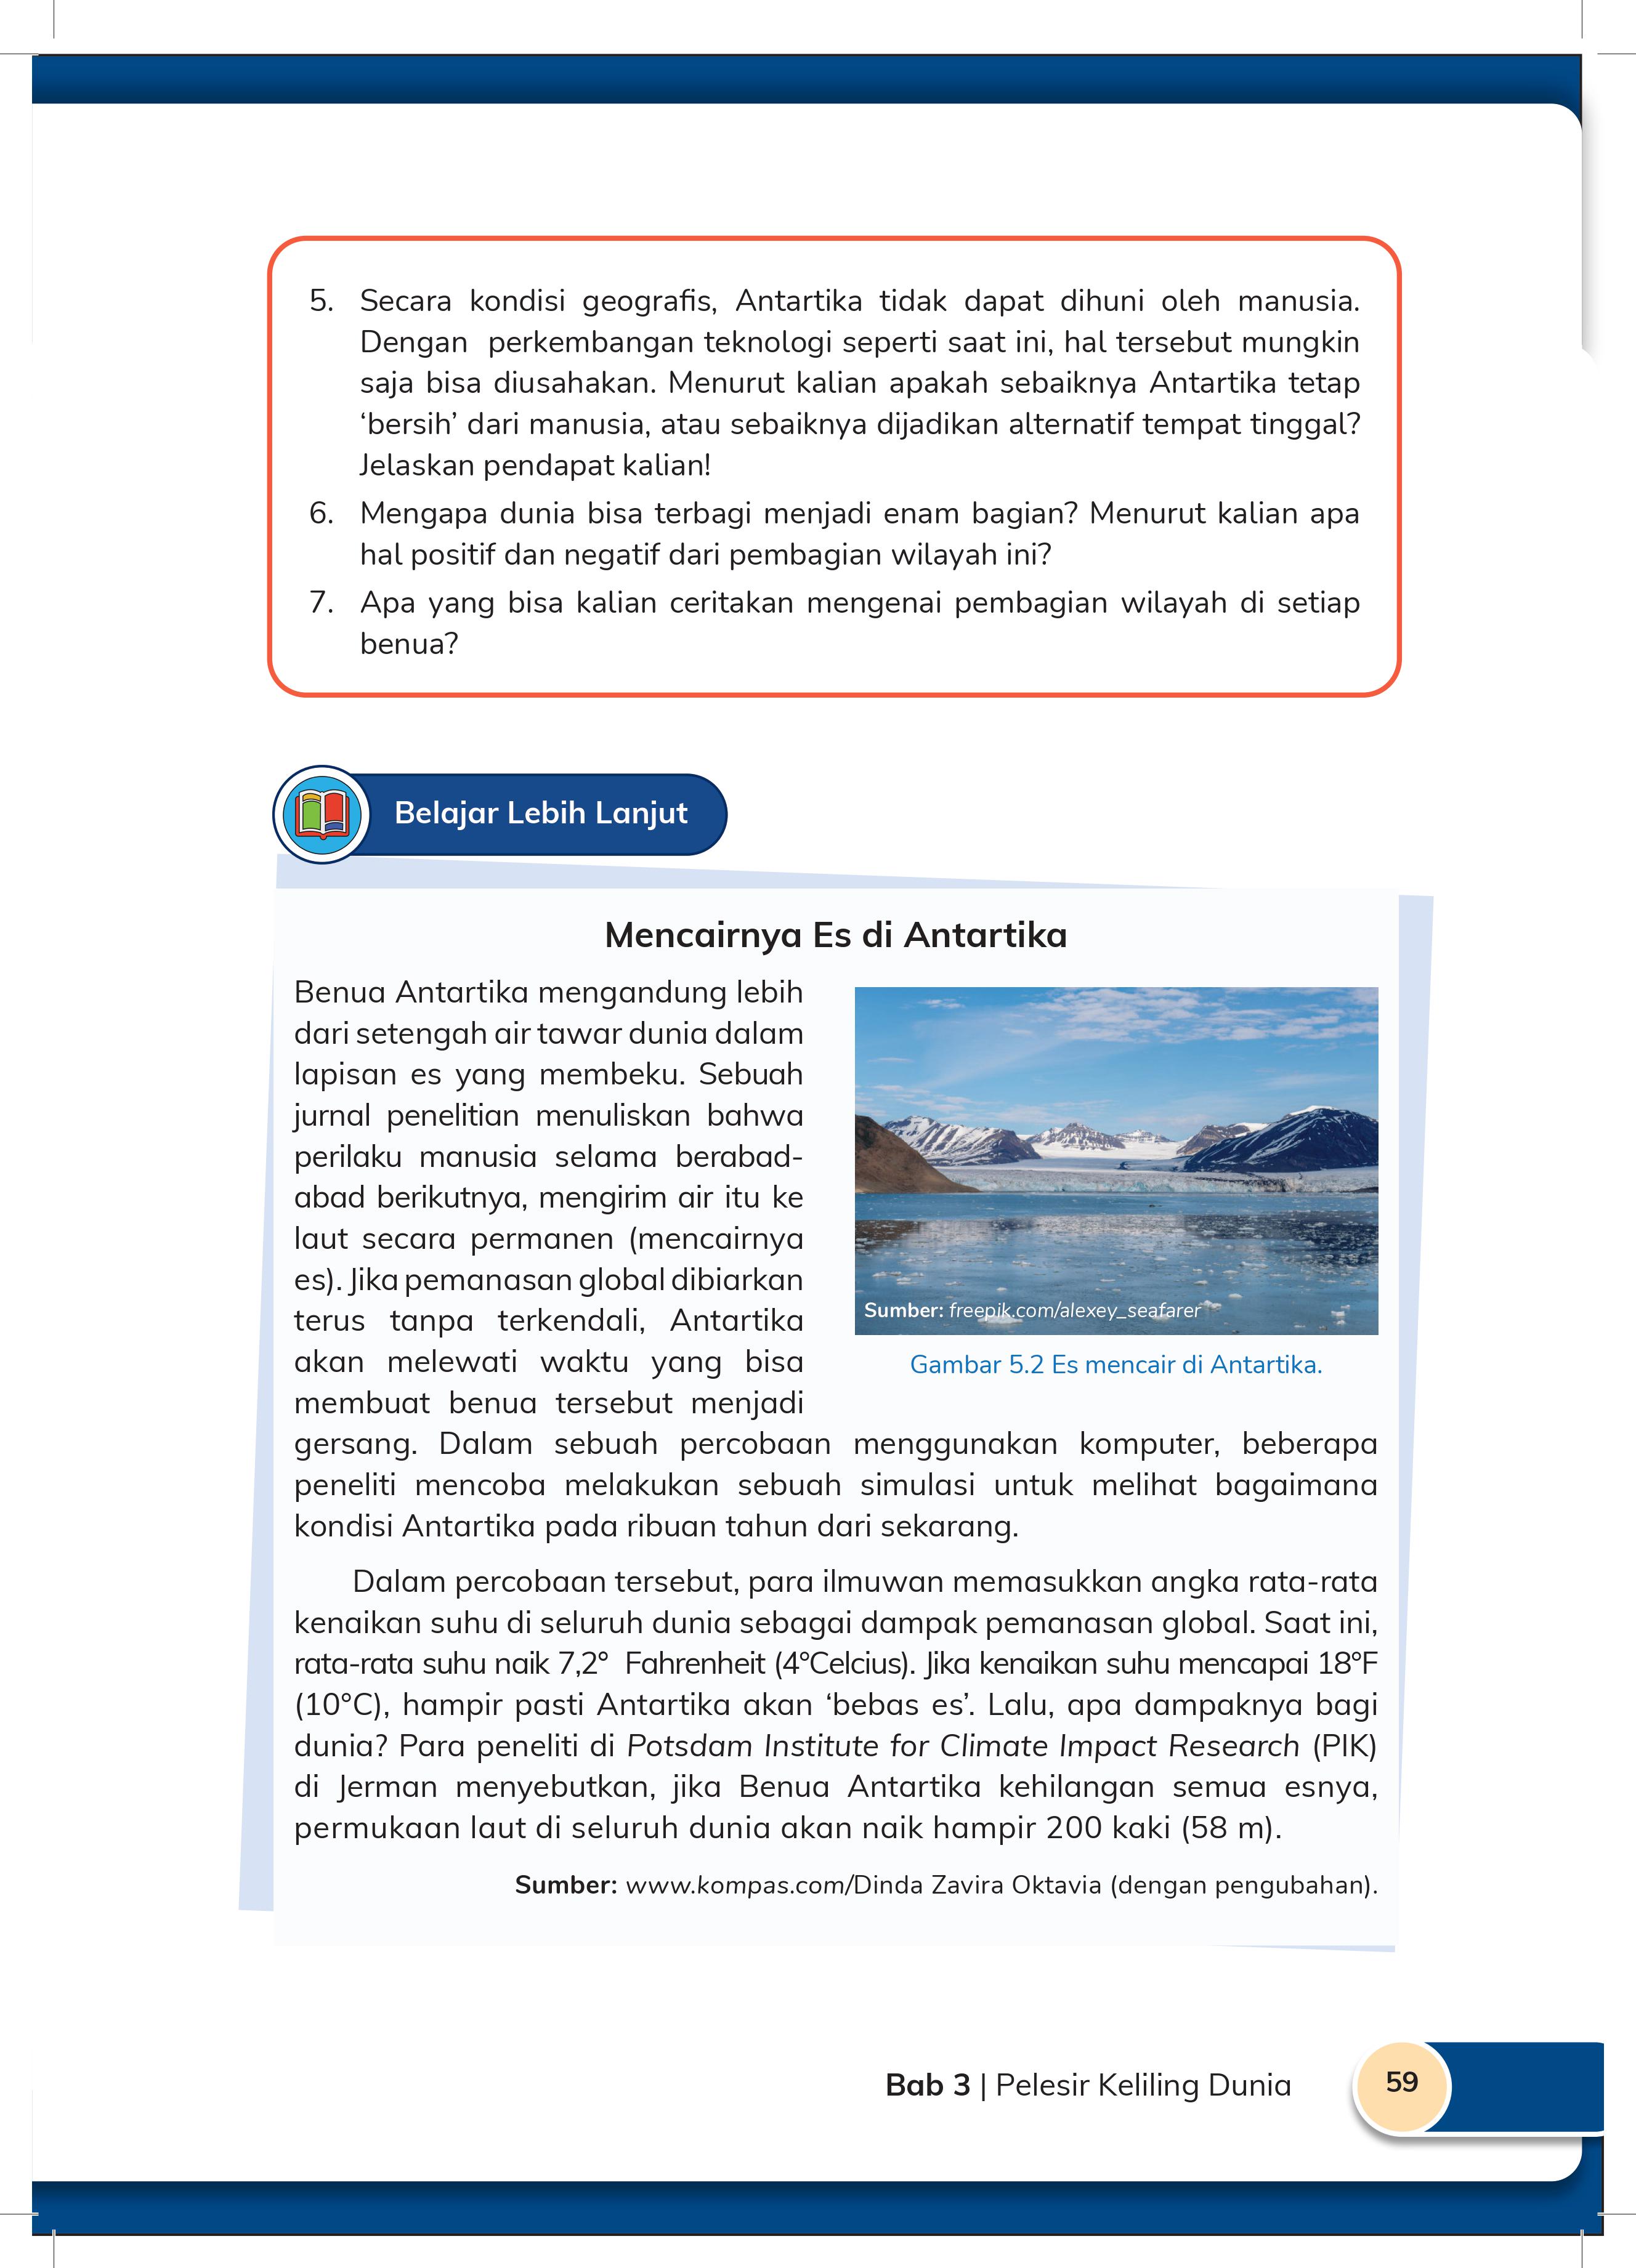 5. Secara kondisi geografis, Antartika tidak dapat dihuni oleh manusia.
Dengan perkembangan teknologi seperti saat ini, hal tersebut mungkin
saja bisa diusahakan. Menurut kalian apakah sebaiknya Antartika tetap
‘bersih’ dari manusia, atau sebaiknya dijadikan alternatif tempat tinggal?
Jelaskan pendapat kalian!
6. Mengapa dunia bisa terbagi menjadi enam bagian? Menurut kalian apa
hal positif dan negatif dari pembagian wilayah ini?
7. Apa yang bisa kalian ceritakan mengenai pembagian wilayah di setiap
benua?
Belajar Lebih Lanjut
Mencairnya Es di Antartika
Benua Antartika mengandung lebih
dari setengah air tawar dunia dalam
lapisan es yang membeku. Sebuah
jurnal penelitian menuliskan bahwa
perilaku manusia selama berabad-
abad berikutnya, mengirim air itu ke
laut secara permanen (mencairnya
es). Jika pemanasan global dibiarkan
terus tanpa terkendali, Antartika
akan melewati waktu yang bisa
membuat benua tersebut menjadi
Sumber: freepik.com/alexey_seafarer
Gambar 5.2 Es mencair di Antartika.
gersang. Dalam sebuah percobaan menggunakan komputer, beberapa
peneliti mencoba melakukan sebuah simulasi untuk melihat bagaimana
kondisi Antartika pada ribuan tahun dari sekarang.
Dalam percobaan tersebut, para ilmuwan memasukkan angka rata-rata
kenaikan suhu di seluruh dunia sebagai dampak pemanasan global. Saat ini,
rata-rata suhu naik 7,2° Fahrenheit (4°Celcius). Jika kenaikan suhu mencapai 18°F
(10°C), hampir pasti Antartika akan ‘bebas es’. Lalu, apa dampaknya bagi
dunia? Para peneliti di Potsdam Institute for Climate Impact Research (PIK)
di Jerman menyebutkan, jika Benua Antartika kehilangan semua esnya,
permukaan laut di seluruh dunia akan naik hampir 200 kaki (58 m).
Sumber: www.kompas.com/Dinda Zavira Oktavia (dengan pengubahan).
Bab 3 | Pelesir Keliling Dunia
59